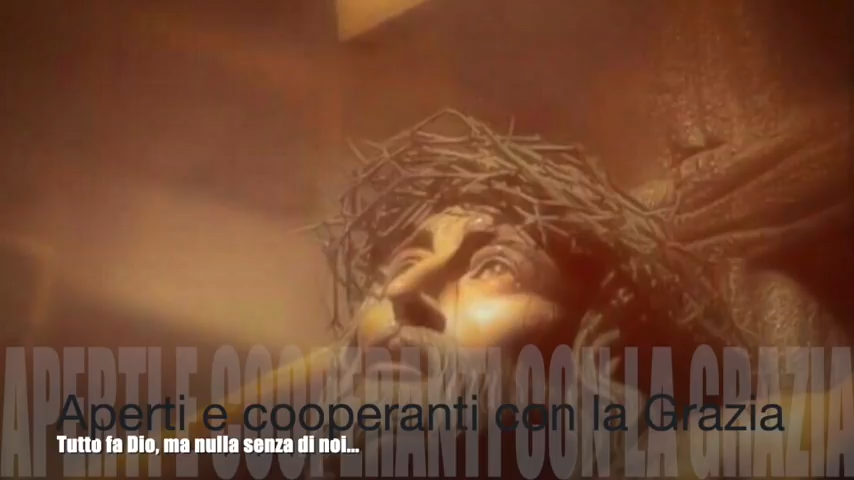 APERTI E COOPERANTI CON LA GRAZIA
Aperti e cooperanti con la Grazia
Tutto fa Dio, ma nulla senza di noi...